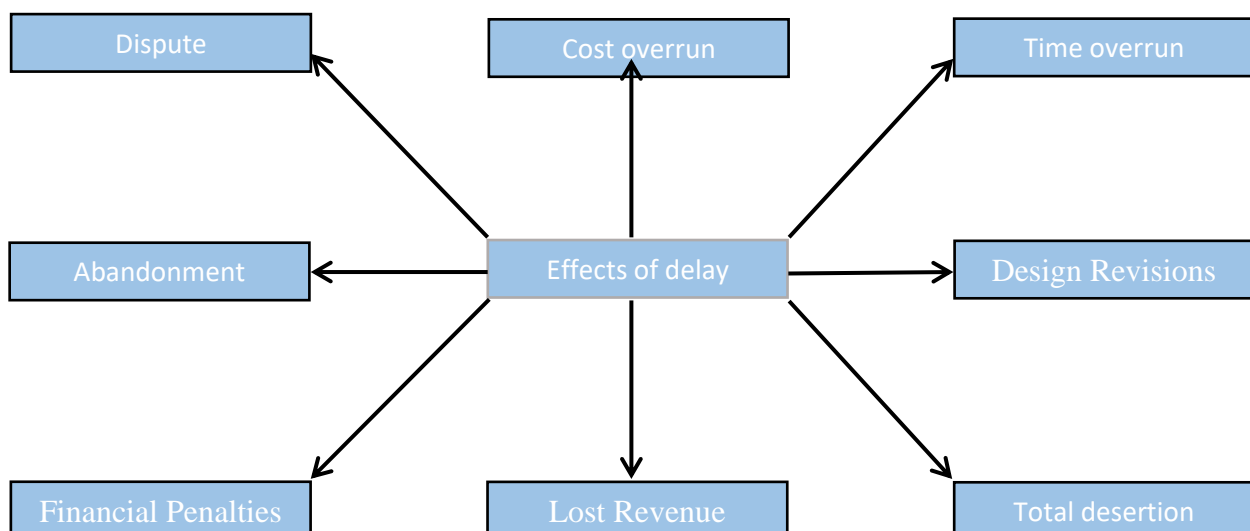 Dispute
Cost overrun
Time overrun
Abandonment
Effects of delay
Design Revisions
Financial Penalties
Lost Revenue
Total desertion